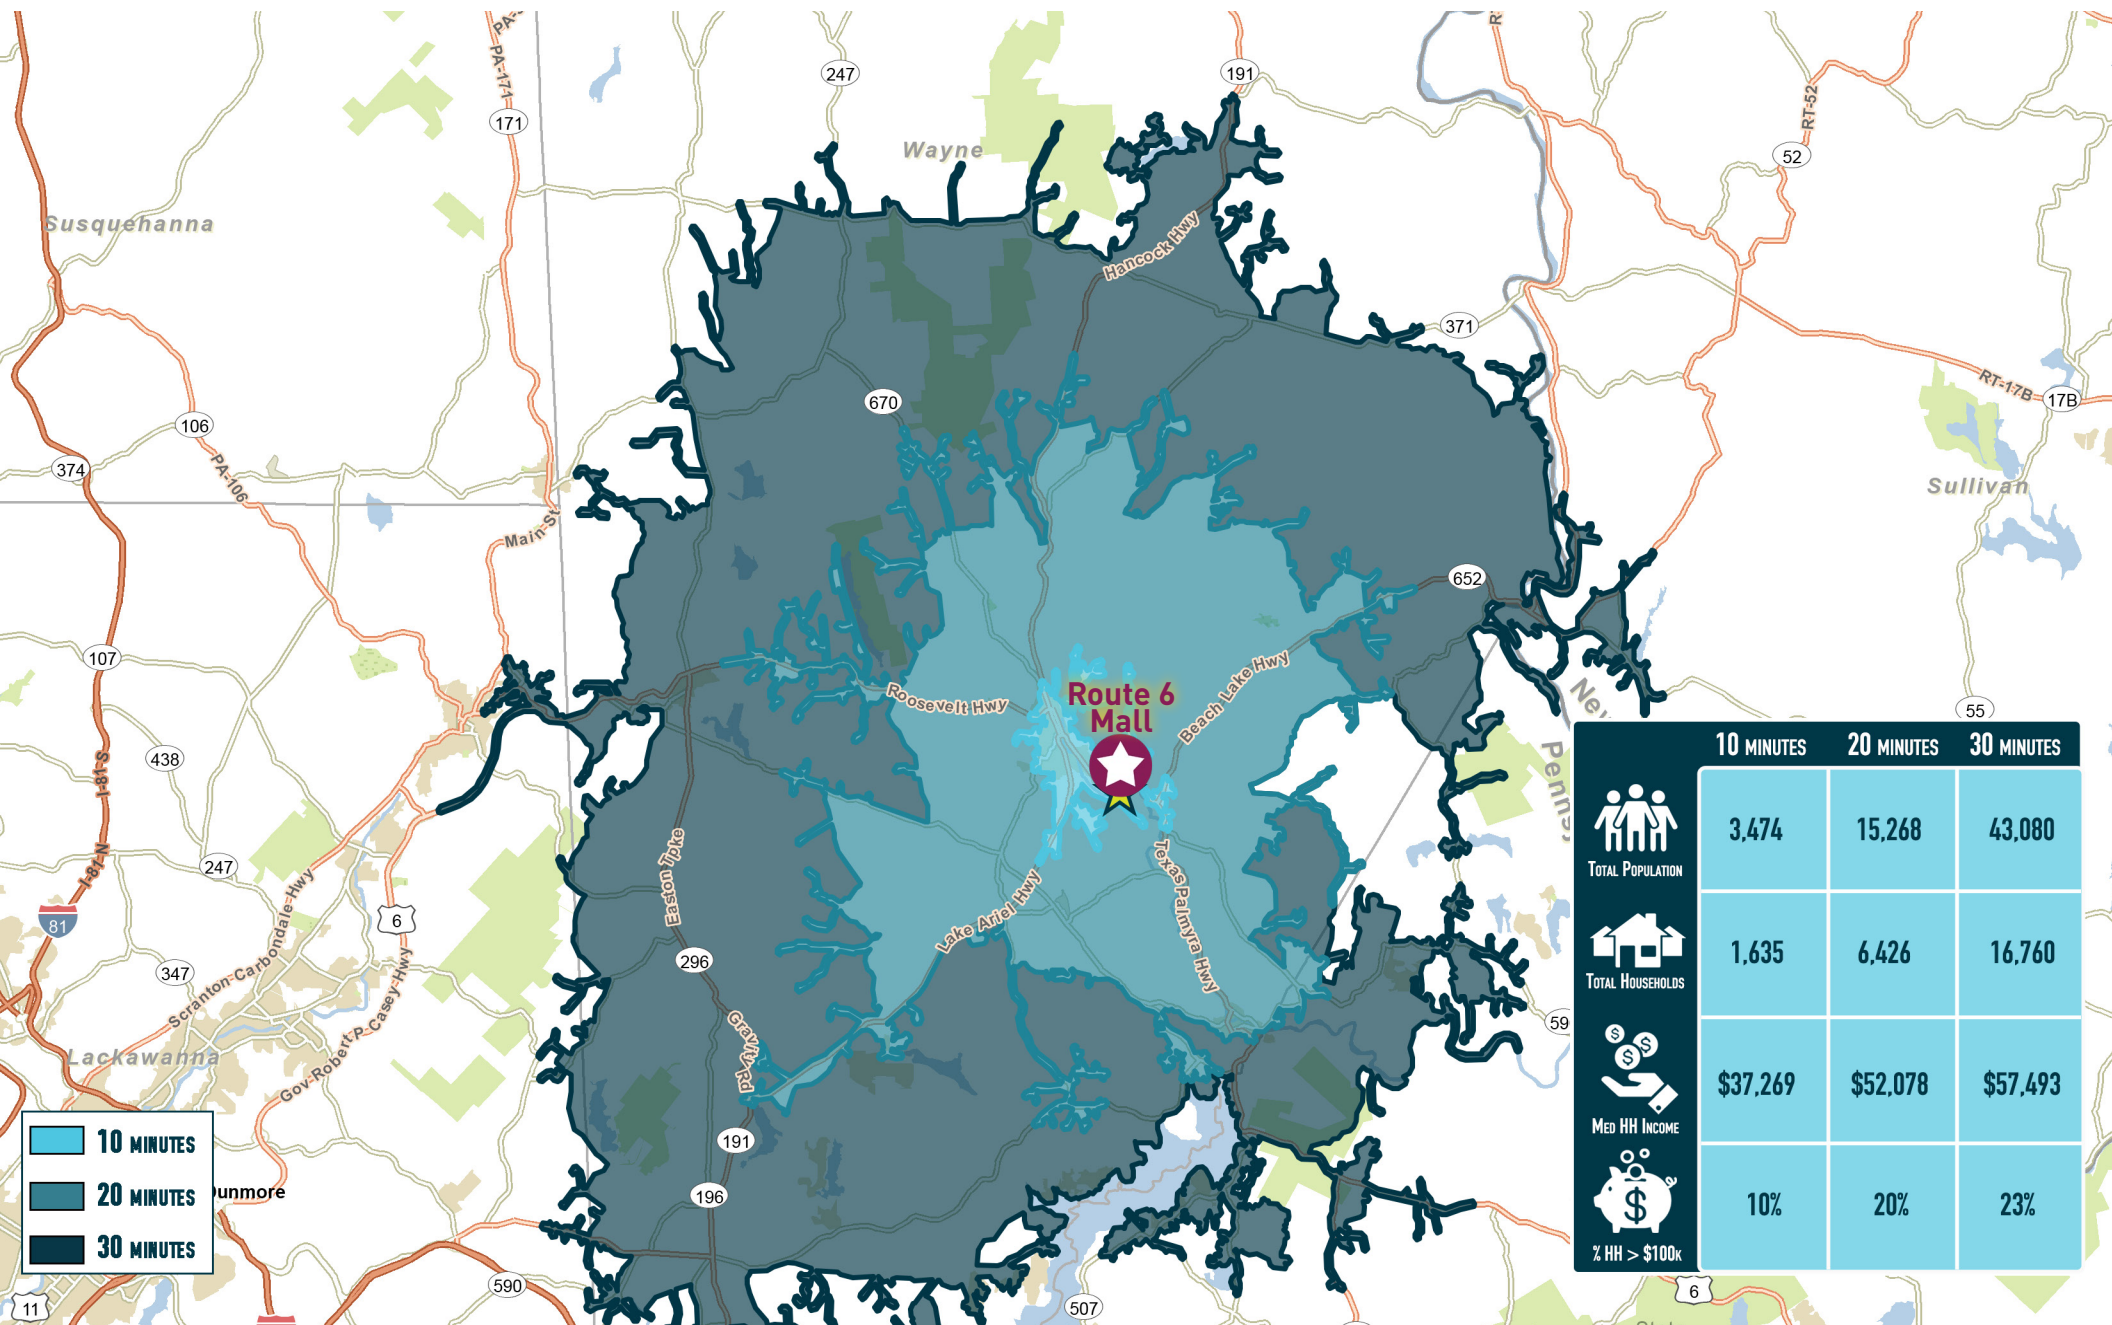 PA-171
171
247
191
Wayne
RT-52
52
Susquehanna
Hancock Hwy
371
RT-17B
17B
670
106
374
PA-106
Sullivan
Main St
652
107
Roosevelt Hwy
Beach Lake Hwy
Route 6
Mall
55
438
I-81 S
I-81 N
247
81
6
Easton Tpke
Texas Palmyra Hwy
Lake Ariel Hwy
296
347
Scranton-Carbondale-Hwy
Gov-Robert-P-Casey-Hwy
Gravity Rd
Lackawanna
59
191
196
590
507
11
6
10 MINUTES
20 MINUTES
30 MINUTES
10 MINUTES 20 MINUTES 30 MINUTES
TOTAL POPULATION 3,474 15,268 43,080
TOTAL HOUSEHOLDS 1,635 6,426 16,760
MED HH INCOME $37,269 $52,078 $57,493
% HH > $100K 10% 20% 23%